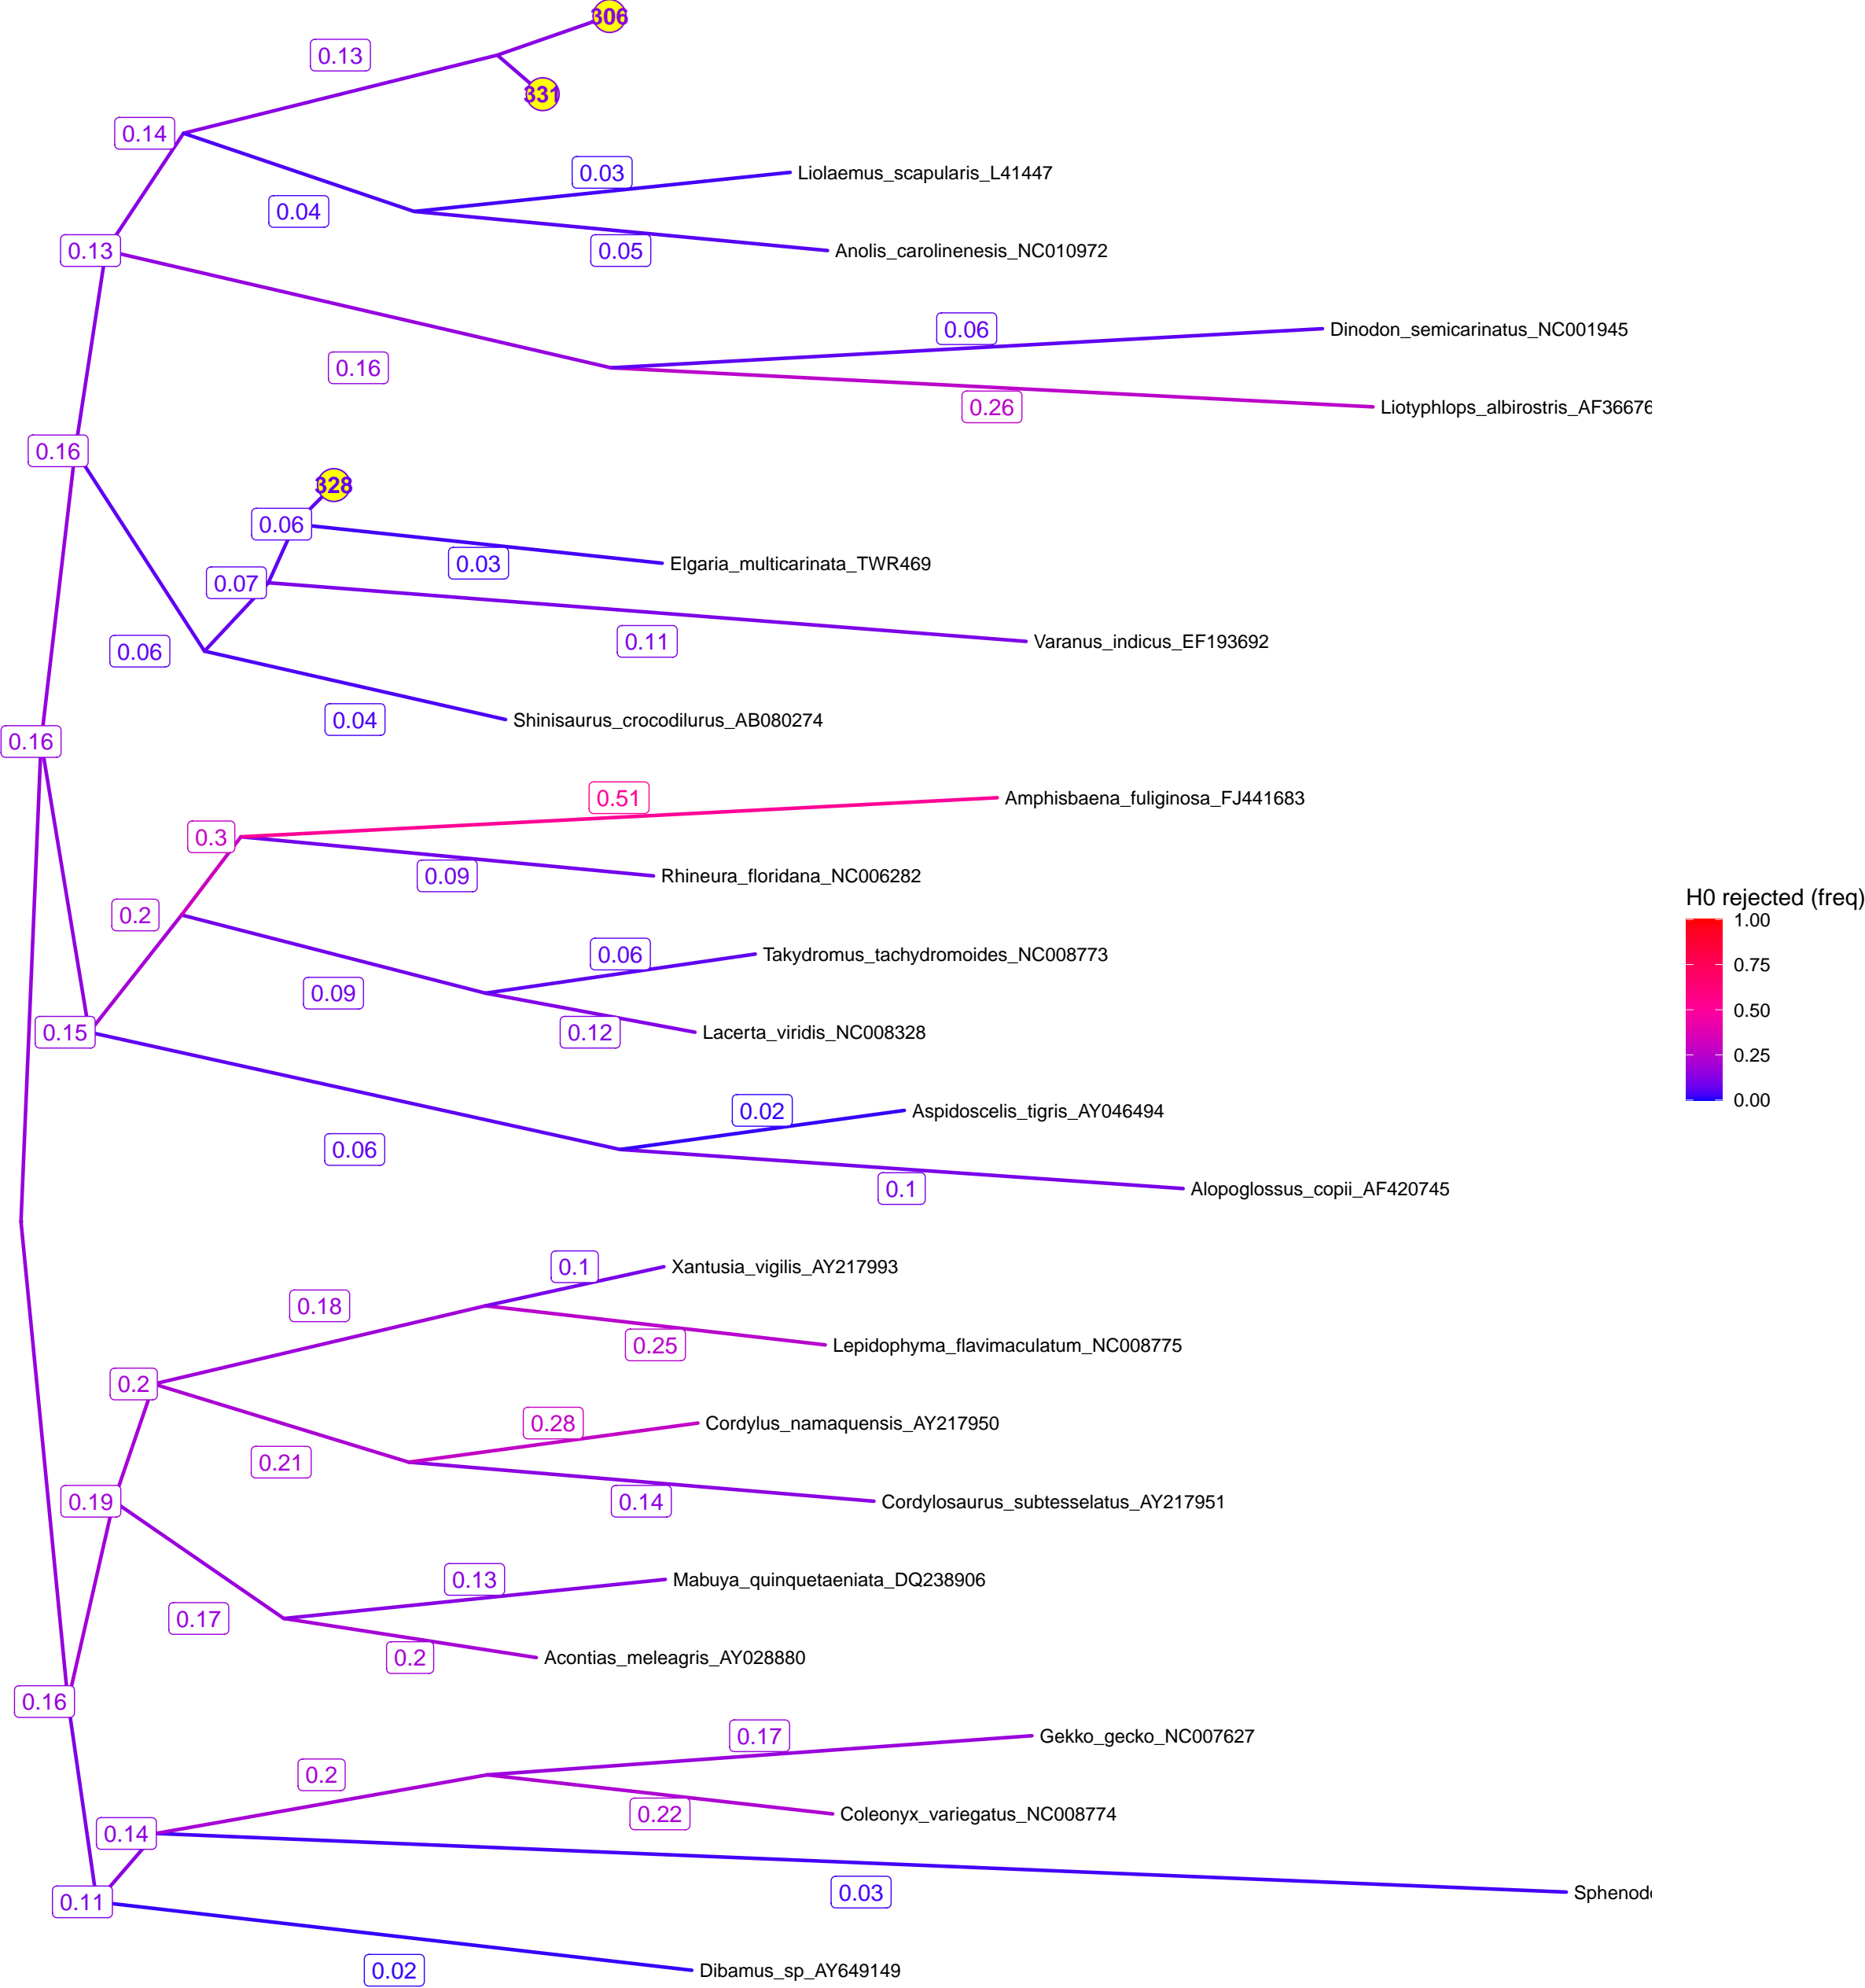 306
0.13
331
0.14
0.03
Liolaemus_scapularis_L41447
0.04
0.05
Anolis_carolinenesis_NC010972
0.13
0.06
Dinodon_semicarinatus_NC001945
0.16
0.26
Liotyphlops_albirostris_AF36676
0.16
328
0.06
0.03
Elgaria_multicarinata_TWR469
0.07
0.11
Varanus_indicus_EF193692
0.06
0.04
Shinisaurus_crocodilurus_AB080274
0.16
0.51
Amphisbaena_fuliginosa_FJ441683
0.3
0.09
Rhineura_floridana_NC006282
0.2
0.06
Takydromus_tachydromoides_NC008773
0.09
0.12
Lacerta_viridis_NC008328
0.15
0.02
Aspidoscelis_tigris_AY046494
0.06
0.1
Alopoglossus_copii_AF420745
0.1
Xantusia_vigilis_AY217993
0.18
0.25
Lepidophyma_flavimaculatum_NC008775
0.2
0.28
Cordylus_namaquensis_AY217950
0.21
0.14
Cordylosaurus_subtesselatus_AY217951
0.19
0.13
Mabuya_quinquetaeniata_DQ238906
0.17
0.2
Acontias_meleagris_AY028880
0.16
0.17
Gekko_gecko_NC007627
0.2
0.22
Coleonyx_variegatus_NC008774
0.14
0.03
0.11
0.02
Dibamus_sp_AY649149
H0 rejected (freq)
1.00
0.75
0.50
0.25
0.00